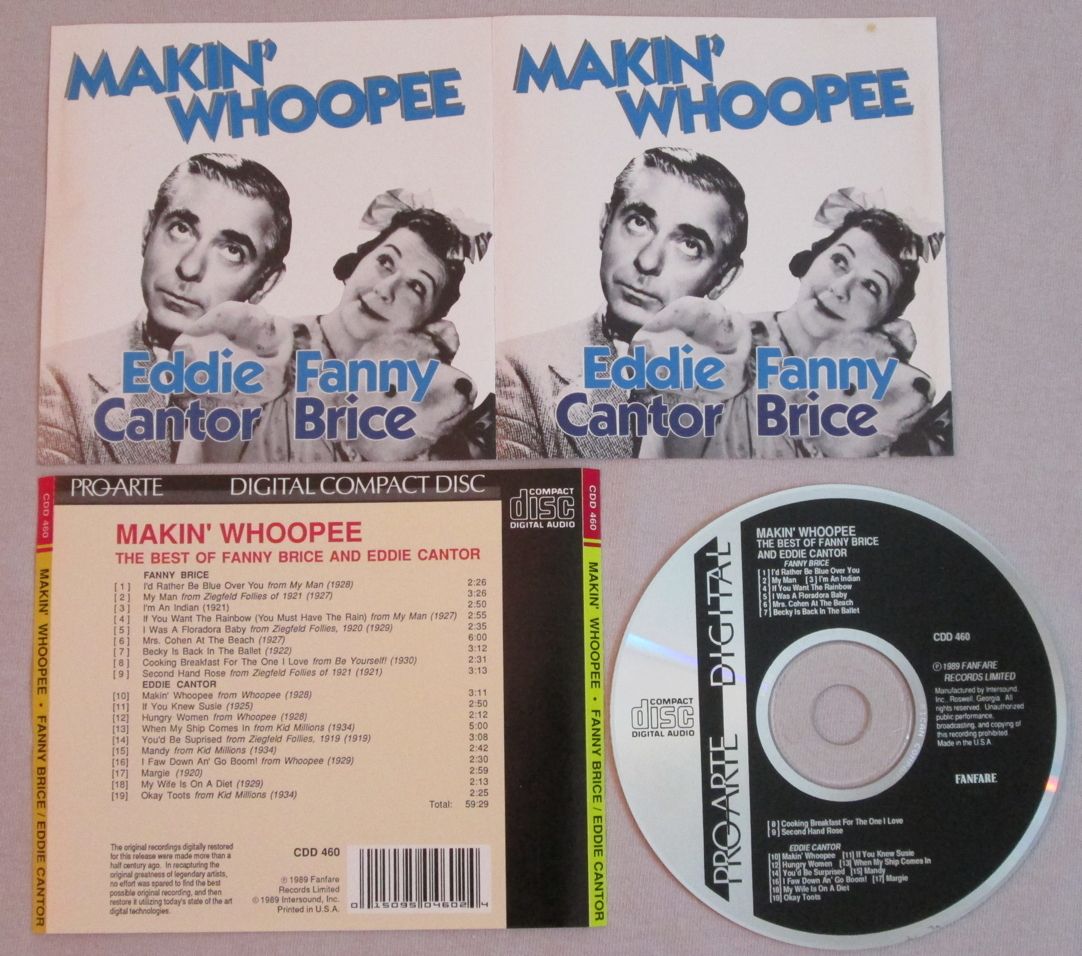 MAKIN'
WHOOPEE
Eddie Fanny
Cantor Brice
MAKIN'
WHOOPEE
Eddie Fanny
Cantor Brice
CDD 460
MAKIN' WHOOPEE • FANNY BRICE / EDDIE CANTOR
PRO-ARTE DIGITAL COMPACT DISC
COMPACT
disc
DIGITAL AUDIO
MAKIN' WHOOPEE
THE BEST OF FANNY BRICE AND EDDIE CANTOR
FANNY BRICE
[1] I'd Rather Be Blue Over You from My Man (1928) 2:26
[2] My Man from Ziegfeld Follies of 1921 (1927) 3:26
[3] I'm An Indian (1921) 2:50
[4] If You Want The Rainbow (You Must Have The Rain) from My Man (1927) 2:55
[5] I Was A Floradora Baby from Ziegfeld Follies, 1920 (1929) 2:35
[6] Mrs. Cohen At The Beach (1927) 6:00
[7] Becky Is Back In The Ballet (1922) 3:12
[8] Cooking Breakfast For The One I Love from Be Yourself! (1930) 2:31
[9] Second Hand Rose from Ziegfeld Follies of 1921 (1921) 3:13
EDDIE CANTOR
[10] Makin' Whoopee from Whoopee (1928) 3:11
[11] If You Knew Susie (1925) 2:50
[12] Hungry Women from Whoopee (1928) 2:12
[13] When My Ship Comes In from Kid Millions (1934) 5:00
[14] You'd Be Suprised from Ziegfeld Follies, 1919 (1919) 3:08
[15] Mandy from Kid Millions (1934) 2:42
[16] I Faw Down An' Go Boom! from Whoopee (1929) 2:30
[17] Margie (1920) 2:59
[18] My Wife Is On A Diet (1929) 2:13
[19] Okay Toots from Kid Millions (1934) 2:25
Total: 59:29
The original recordings digitally restored
for this release were made more than a
half century ago. In recapturing the
original greatness of legendary artists,
no effort was spared to find the best
possible original recording, and then
restore it utilizing today's state of the art
digital technologies.
CDD 460
℗ 1989 Fanfare
Records Limited
© 1989 Intersound, Inc.
Printed in U.S.A.
0 15095 04602 4
CDD 460
MAKIN' WHOOPEE • FANNY BRICE / EDDIE CANTOR
PRO-ARTE DIGITAL
MAKIN' WHOOPEE
THE BEST OF FANNY BRICE
AND EDDIE CANTOR
FANNY BRICE
[1] I'd Rather Be Blue Over You
[2] My Man [3] I'm An Indian
[4] If You Want The Rainbow
[5] I Was A Floradora Baby
[6] Mrs. Cohen At The Beach
[7] Becky Is Back In The Ballet
CDD 460
℗ 1989 FANFARE
RECORDS LIMITED
Manufactured by Intersound,
Inc., Roswell, Georgia. All
rights reserved. Unauthorized
public performance,
broadcasting, and copying of
this recording prohibited.
Made in the U.S.A.
COMPACT
disc
DIGITAL AUDIO
FANFARE
[8] Cooking Breakfast For The One I Love
[9] Second Hand Rose
EDDIE CANTOR
[10] Makin' Whoopee [11] If You Knew Susie
[12] Hungry Women [13] When My Ship Comes In
[14] You'd Be Surprised [15] Mandy
[16] I Faw Down An' Go Boom! [17] Margie
[18] My Wife Is On A Diet
[19] Okay Toots